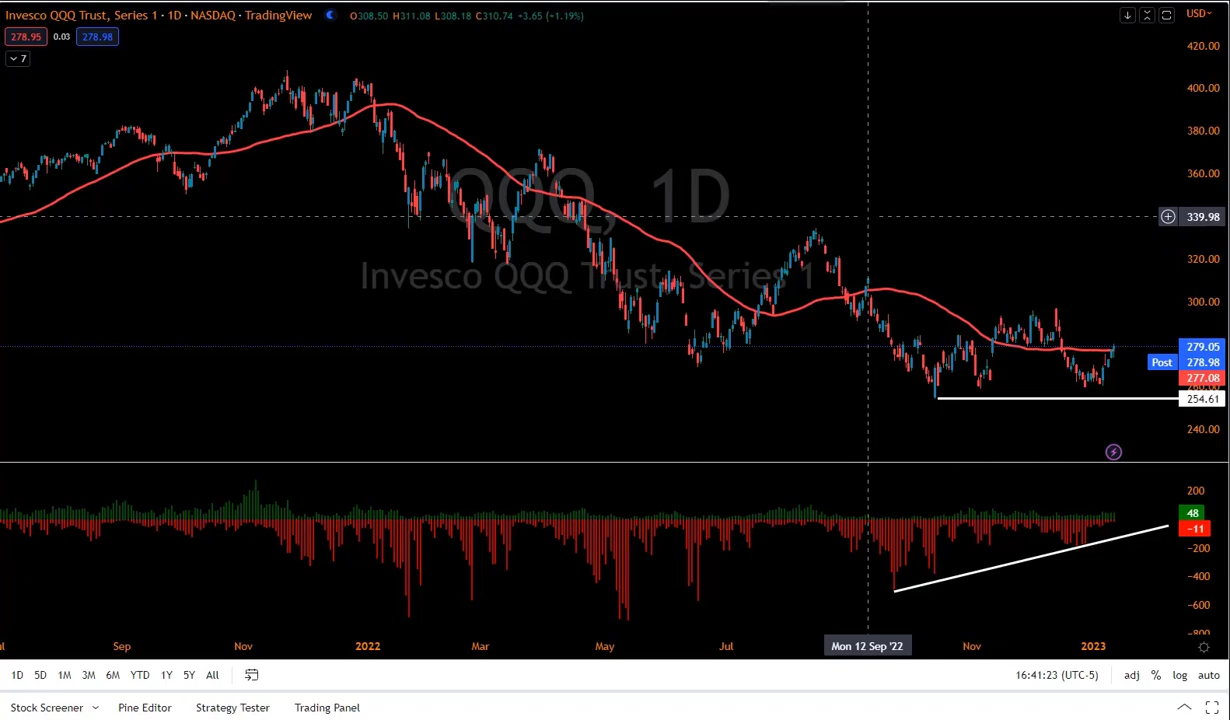 Invesco QQQ Trust, Series 1 · 1D · NASDAQ · TradingView O308.50 H311.08 L308.18 C310.74 +3.65 (+1.19%)
USD
278.95 0.03 278.98
7
420.00
400.00
380.00
360.00
339.98
320.00
300.00
279.05
Post 278.98
277.08
254.61
240.00
QQQ, 1D
Invesco QQQ Trust, Series 1
200
48
-11
-200
-400
-600
-800
Sep Nov 2022 Mar May Jul Mon 12 Sep '22 Nov 2023
1D 5D 1M 3M 6M YTD 1Y 5Y All 16:41:23 (UTC-5) adj % log auto
Stock Screener Pine Editor Strategy Tester Trading Panel